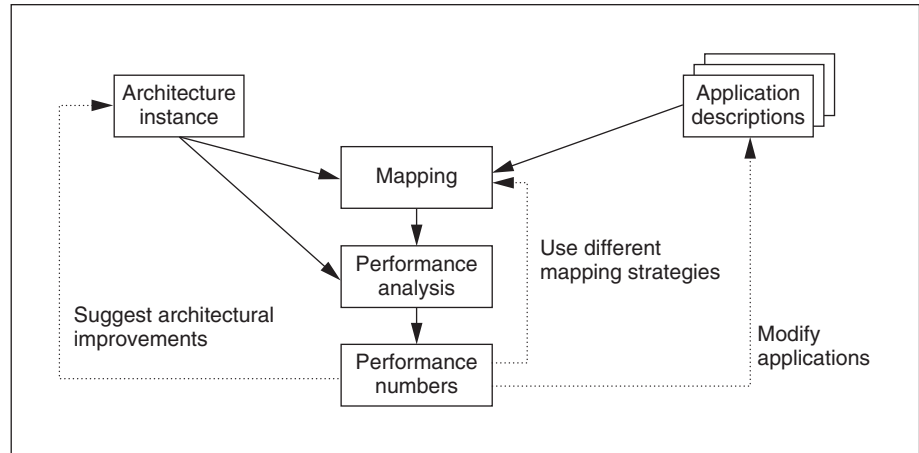 Architecture
instance
Application
descriptions
Mapping
Use different
mapping strategies
Performance
analysis
Suggest architectural
improvements
Modify
applications
Performance
numbers